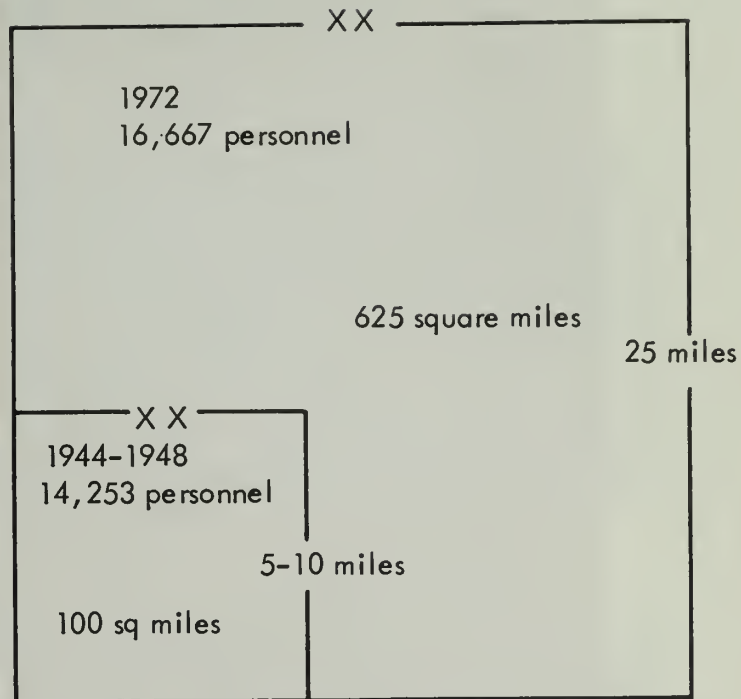 XX
1972
16,667 personnel
625 square miles
25 miles
X X
1944-1948
14,253 personnel
5-10 miles
100 sq miles